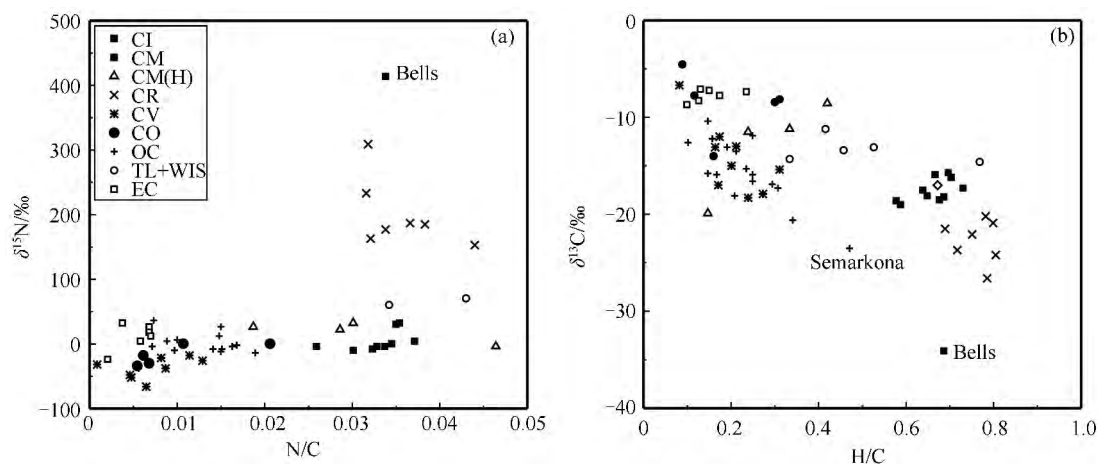 500
400
300
200
100
0
−100
δ¹⁵N/‰
0
0.01
0.02
0.03
0.04
0.05
N/C
(a)
CI
CM
CM(H)
CR
CV
CO
OC
TL+WIS
EC
Bells
−0
−10
−20
−30
−40
δ¹³C/‰
0
0.2
0.4
0.6
0.8
1.0
H/C
(b)
Semarkona
Bells